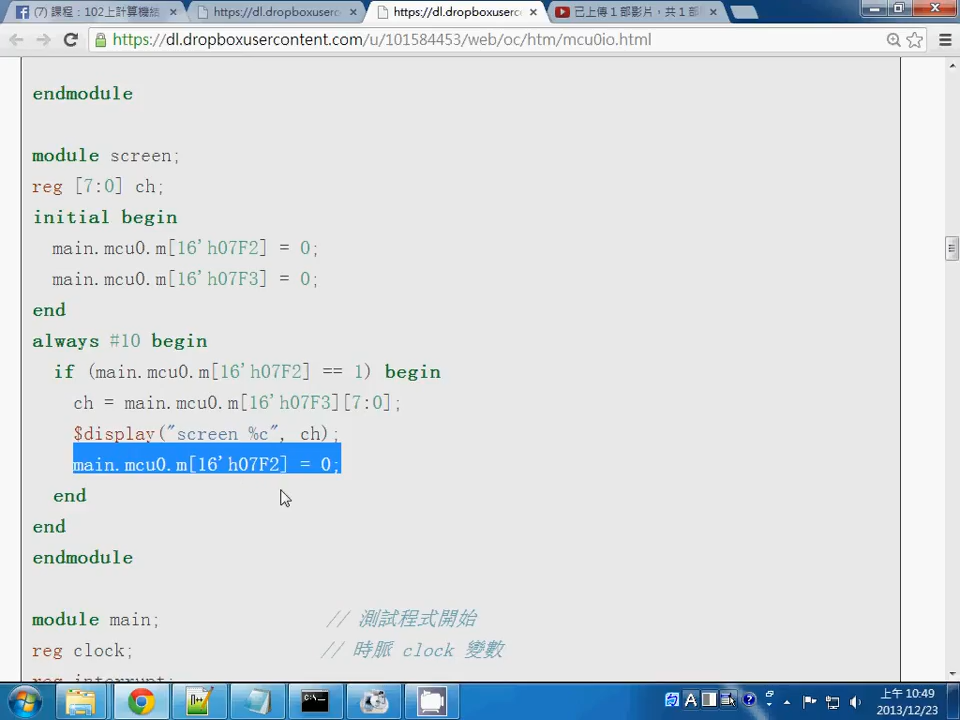 (7) 課程：102上計算機結
https://dl.dropboxuserc
https://dl.dropboxuserc
已上傳 1 部影片，共 1 部
https://dl.dropboxusercontent.com/u/101584453/web/oc/htm/mcu0io.html
endmodule
module screen;
reg [7:0] ch;
initial begin
main.mcu0.m[16'h07F2] = 0;
main.mcu0.m[16'h07F3] = 0;
end
always #10 begin
if (main.mcu0.m[16'h07F2] == 1) begin
ch = main.mcu0.m[16'h07F3][7:0];
$display("screen %c", ch);
main.mcu0.m[16'h07F2] = 0;
end
end
endmodule
module main; // 測試程式開始
reg clock; // 時脈 clock 變數
reg interrupt;
上午 10:49
2013/12/23